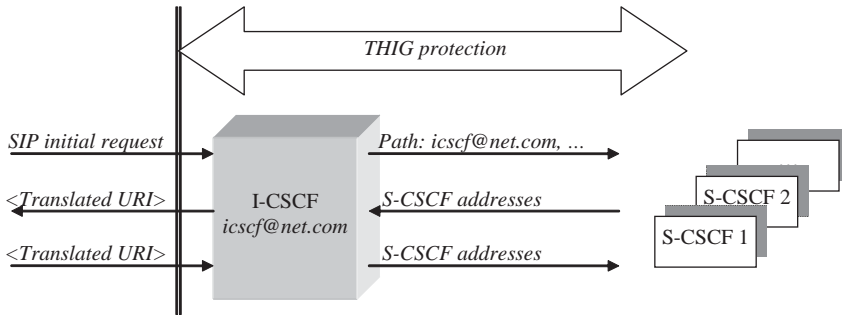 THIG protection
SIP initial request
Path: icscf@net.com, ...
<Translated URI>
I-CSCF
icscf@net.com
S-CSCF addresses
<Translated URI>
S-CSCF addresses
...
S-CSCF 2
S-CSCF 1